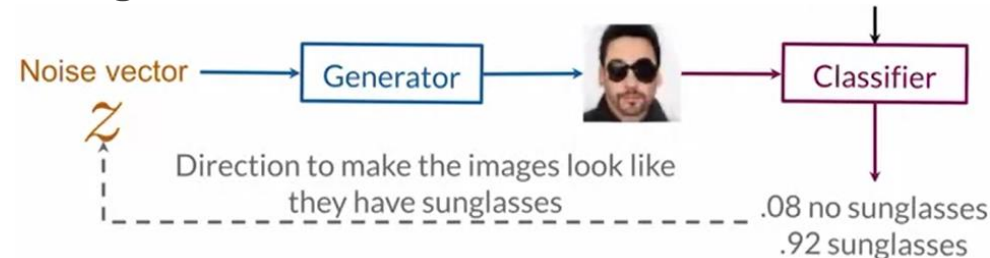 Noise vector
z
Generator
Classifier
Direction to make the images look like
they have sunglasses
.08 no sunglasses
.92 sunglasses